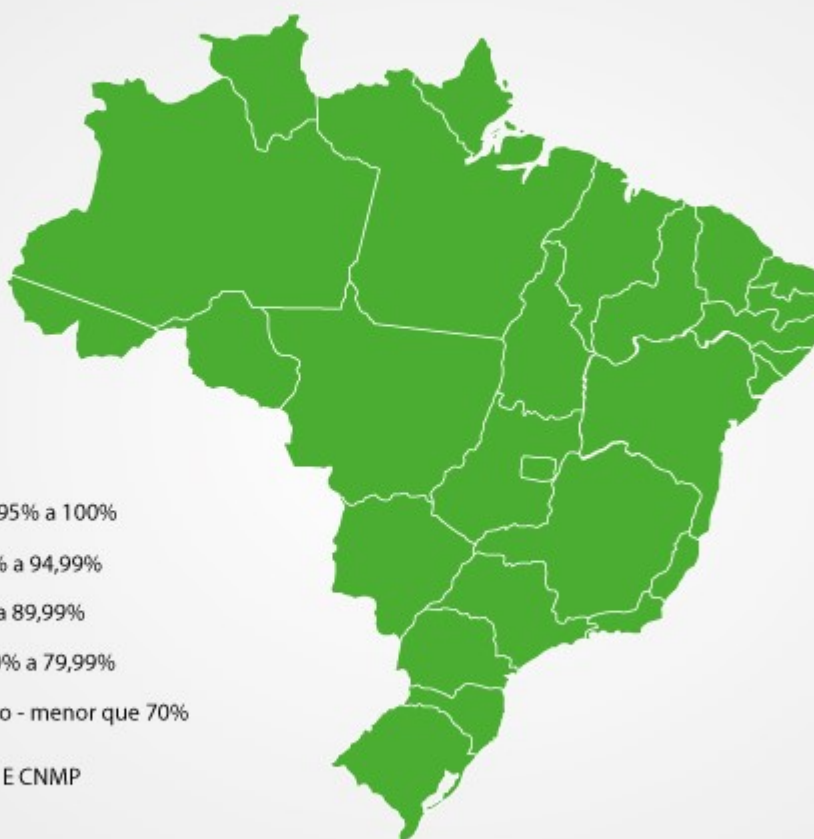 95% a 100%
% a 94,99%
a 89,99%
% a 79,99%
o - menor que 70%
E CNMP